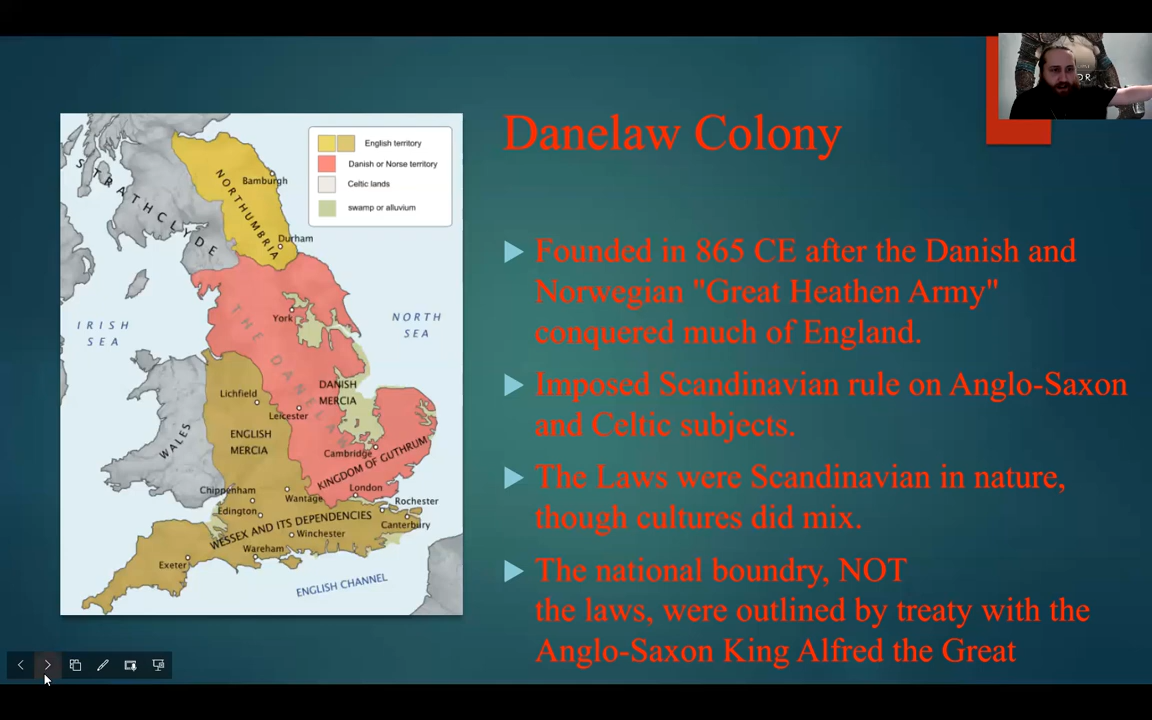 Danelaw Colony
Founded in 865 CE after the Danish and
Norwegian "Great Heathen Army"
conquered much of England.
Imposed Scandinavian rule on Anglo-Saxon
and Celtic subjects.
The Laws were Scandinavian in nature,
though cultures did mix.
The national boundry, NOT
the laws, were outlined by treaty with the
Anglo-Saxon King Alfred the Great
English territory
Danish or Norse territory
Celtic lands
swamp or alluvium
STRATHCLYDE
Bamburgh
NORTHUMBRIA
Durham
IRISH
SEA
NORTH
SEA
York
THE DANELAW
DANISH
MERCIA
Lichfield
Leicester
ENGLISH
MERCIA
WALES
Cambridge
KINGDOM OF GUTHRUM
Chippenham
Wantage
London
Rochester
Edington
WESSEX AND ITS DEPENDENCIES
Canterbury
Winchester
Wareham
Exeter
ENGLISH CHANNEL